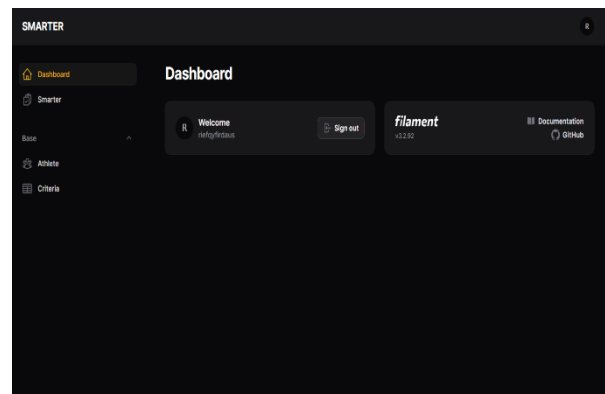 SMARTER
R
Dashboard
Smarter
Base
Athlete
Criteria
Dashboard
R
Welcome
riefqyfirdaus
Sign out
filament
v3.2.92
Documentation
GitHub